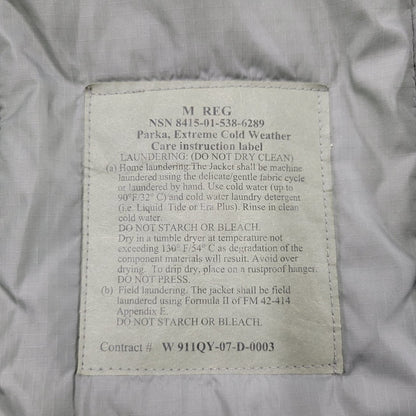 M REG
NSN 8415-01-538-6289
Parka, Extreme Cold Weather
Care instruction label
LAUNDERING: (DO NOT DRY CLEAN)
(a) Home laundering.The Jacket shall be machine
laundered using the delicate/gentle fabric cycle
or laundered by hand. Use cold water (up to
90°F/32° C) and cold water laundry detergent
(i.e. Liquid Tide or Era Plus). Rinse in clean
cold water.
DO NOT STARCH OR BLEACH.
Dry in a tumble dryer at temperature not
exceeding 130° F/54° C as degradation of the
component materials will result. Avoid over
drying. To drip dry, place on a rustproof hanger.
DO NOT PRESS.
(b) Field laundering. The jacket shall be field
laundered using Formula II of FM 42-414
Appendix E.
DO NOT STARCH OR BLEACH.
Contract # W 911QY-07-D-0003